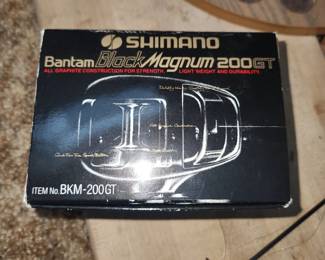 SHIMANO
Bantam Black Magnum 200GT
ALL GRAPHITE CONSTRUCTION FOR STRENGTH, LIGHT WEIGHT AND DURABILITY.
ITEM No. BKM-200GT